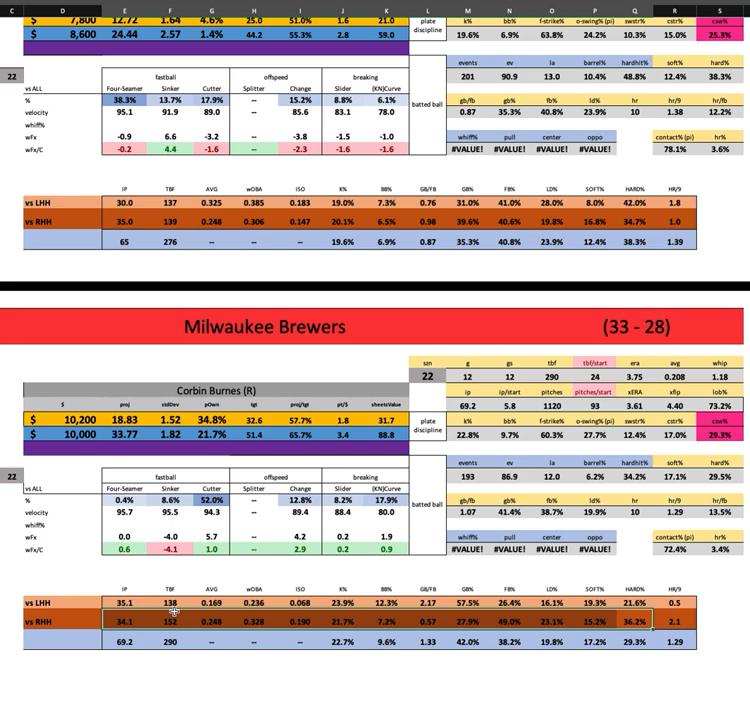 C D E F G H I J K L M N O P Q R S
$ 7,800 12.72 1.64 4.6% 25.0 51.0% 1.6 21.0 plate k% bb% f-strike% o-swing% (pi) swstr% cstr% csw%
$ 8,600 24.44 2.57 1.4% 44.2 55.3% 2.8 59.0 discipline 19.6% 6.9% 63.8% 24.2% 10.3% 15.0% 25.3%
events ev la barrel% hardhit% soft% hard%
22 fastball offspeed breaking 201 90.9 13.0 10.4% 48.8% 12.4% 38.3%
vs ALL Four-Seamer Sinker Cutter Splitter Change Slider (KN)Curve
% 38.3% 13.7% 17.9% -- 15.2% 8.8% 6.1% batted ball gb/fb gb% fb% ld% hr hr/9 hr/fb
velocity 95.1 91.9 89.0 85.6 83.1 78.0 0.87 35.3% 40.8% 23.9% 10 1.38 12.2%
whiff%
wFx -0.9 6.6 -3.2 -3.8 -1.5 -1.0 whiff% pull center oppo contact% (pi) hr%
wFx/C -0.2 4.4 -1.6 -- -2.3 -1.6 -1.6 #VALUE! #VALUE! #VALUE! #VALUE! 78.1% 3.6%
IP TBF AVG wOBA ISO K% BB% GB/FB GB% FB% LD% SOFT% HARD% HR/9
vs LHH 30.0 137 0.325 0.385 0.183 19.0% 7.3% 0.76 31.0% 41.0% 28.0% 8.0% 42.0% 1.8
vs RHH 35.0 139 0.248 0.306 0.147 20.1% 6.5% 0.98 39.6% 40.6% 19.8% 16.8% 34.7% 1.0
65 276 -- -- -- 19.6% 6.9% 0.87 35.3% 40.8% 23.9% 12.4% 38.3% 1.39
Milwaukee Brewers (33 - 28)
szn g gs tbf tbf/start era avg whip
22 12 12 290 24 3.75 0.208 1.18
Corbin Burnes (R) ip ip/start pitches pitches/start xERA xfip lob%
$ proj stdDev pOwn tgt proj/tgt pt/$ sheetsValue 69.2 5.8 1120 93 3.61 4.40 73.2%
$ 10,200 18.83 1.52 34.8% 32.6 57.7% 1.8 31.7 plate k% bb% f-strike% o-swing% (pi) swstr% cstr% csw%
$ 10,000 33.77 1.82 21.7% 51.4 65.7% 3.4 88.8 discipline 22.8% 9.7% 60.3% 27.7% 12.4% 17.0% 29.3%
events ev la barrel% hardhit% soft% hard%
22 fastball offspeed breaking 193 86.9 12.0 6.2% 34.2% 17.1% 29.5%
vs ALL Four-Seamer Sinker Cutter Splitter Change Slider (KN)Curve
% 0.4% 8.6% 52.0% -- 12.8% 8.2% 17.9% batted ball gb/fb gb% fb% ld% hr hr/9 hr/fb
velocity 95.7 95.5 94.3 89.4 88.4 80.0 1.07 41.4% 38.7% 19.9% 10 1.29 13.5%
whiff%
wFx 0.0 -4.0 5.7 4.2 0.2 1.9 whiff% pull center oppo contact% (pi) hr%
wFx/C 0.6 -4.1 1.0 -- 2.9 0.2 0.9 #VALUE! #VALUE! #VALUE! #VALUE! 72.4% 3.4%
IP TBF AVG wOBA ISO K% BB% GB/FB GB% FB% LD% SOFT% HARD% HR/9
vs LHH 35.1 138 0.169 0.236 0.068 23.9% 12.3% 2.17 57.5% 26.4% 16.1% 19.3% 21.6% 0.5
vs RHH 34.1 152 0.248 0.328 0.190 21.7% 7.2% 0.57 27.9% 49.0% 23.1% 15.2% 36.2% 2.1
69.2 290 -- -- -- 22.7% 9.6% 1.33 42.0% 38.2% 19.8% 17.2% 29.3% 1.29